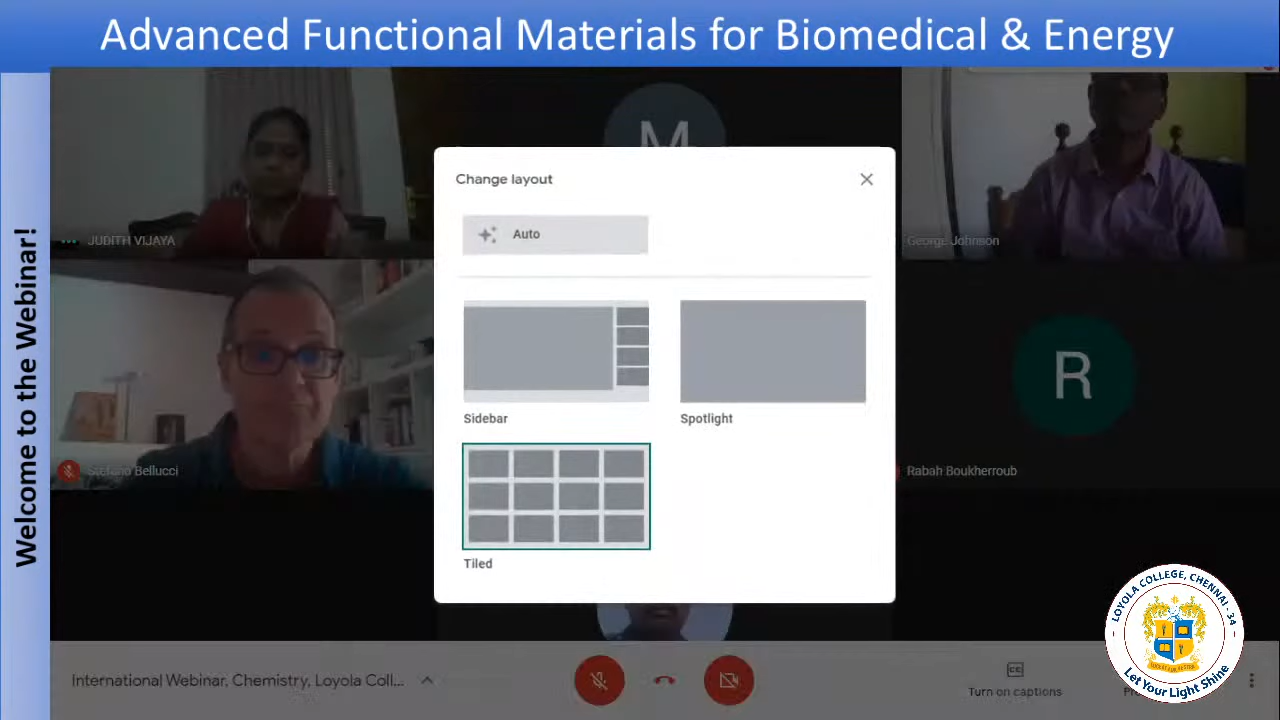 Advanced Functional Materials for Biomedical & Energy
Welcome to the Webinar!
M
Change layout
Auto
JUDITH VIJAYA
George Johnson
Sidebar
Spotlight
R
Stefano Bellucci
Rabah Boukherroub
Tiled
LOYOLA COLLEGE, CHENNAI - 34
Let Your Light Shine
International Webinar, Chemistry, Loyola Coll...
CC
Turn on captions